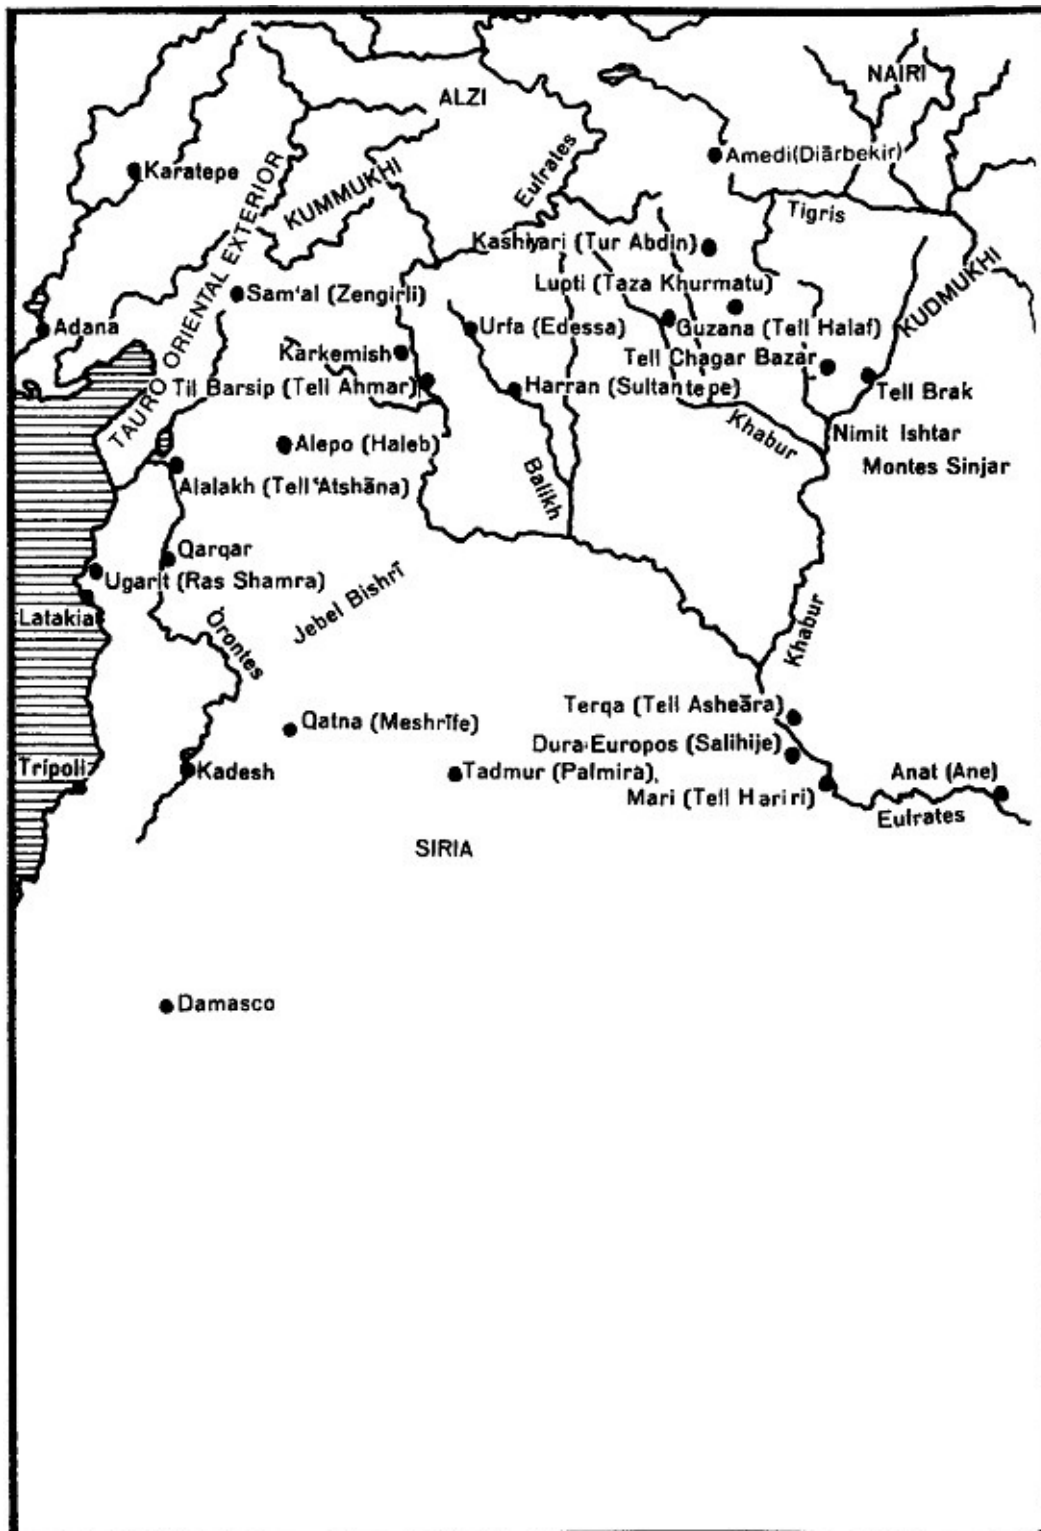 NAIRI
ALZI
Amedi (Diārbekir)
Karatepe
Eufrates
KUMMUKHI
Tigris
Kashiyari (Tur Abdin)
KUDMUKHI
TAURO ORIENTAL EXTERIOR
Lupti (Taza Khurmatu)
Sam'al (Zengirli)
Adana
Urfa (Edessa)
Guzana (Tell Halaf)
Karkemish
Tell Chagar Bazar
Til Barsip (Tell Ahmar)
Harran (Sultantepe)
Tell Brak
Khabur
Nimit Ishtar
Alepo (Haleb)
Montes Sinjar
Alalakh (Tell 'Atshāna)
Balikh
Qarqar
Ugarit (Ras Shamra)
Latakia
Jebel Bishrī
Orontes
Khabur
Terqa (Tell Asheāra)
Qatna (Meshrīfe)
Dura-Europos (Salihije)
Trípoli
Kadesh
Tadmur (Palmira),
Anat (Ane)
Mari (Tell Hariri)
Eufrates
SIRIA
Damasco